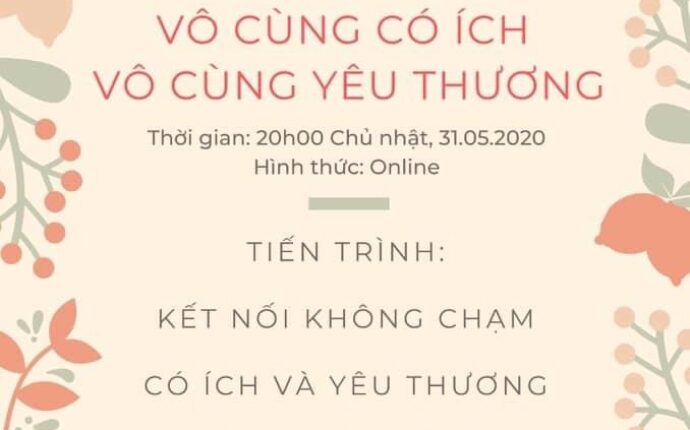 VÔ CÙNG CÓ ÍCH
VÔ CÙNG YÊU THƯƠNG
Thời gian: 20h00 Chủ nhật, 31.05.2020
Hình thức: Online
TIẾN TRÌNH:
KẾT NỐI KHÔNG CHẠM
CÓ ÍCH VÀ YÊU THƯƠNG